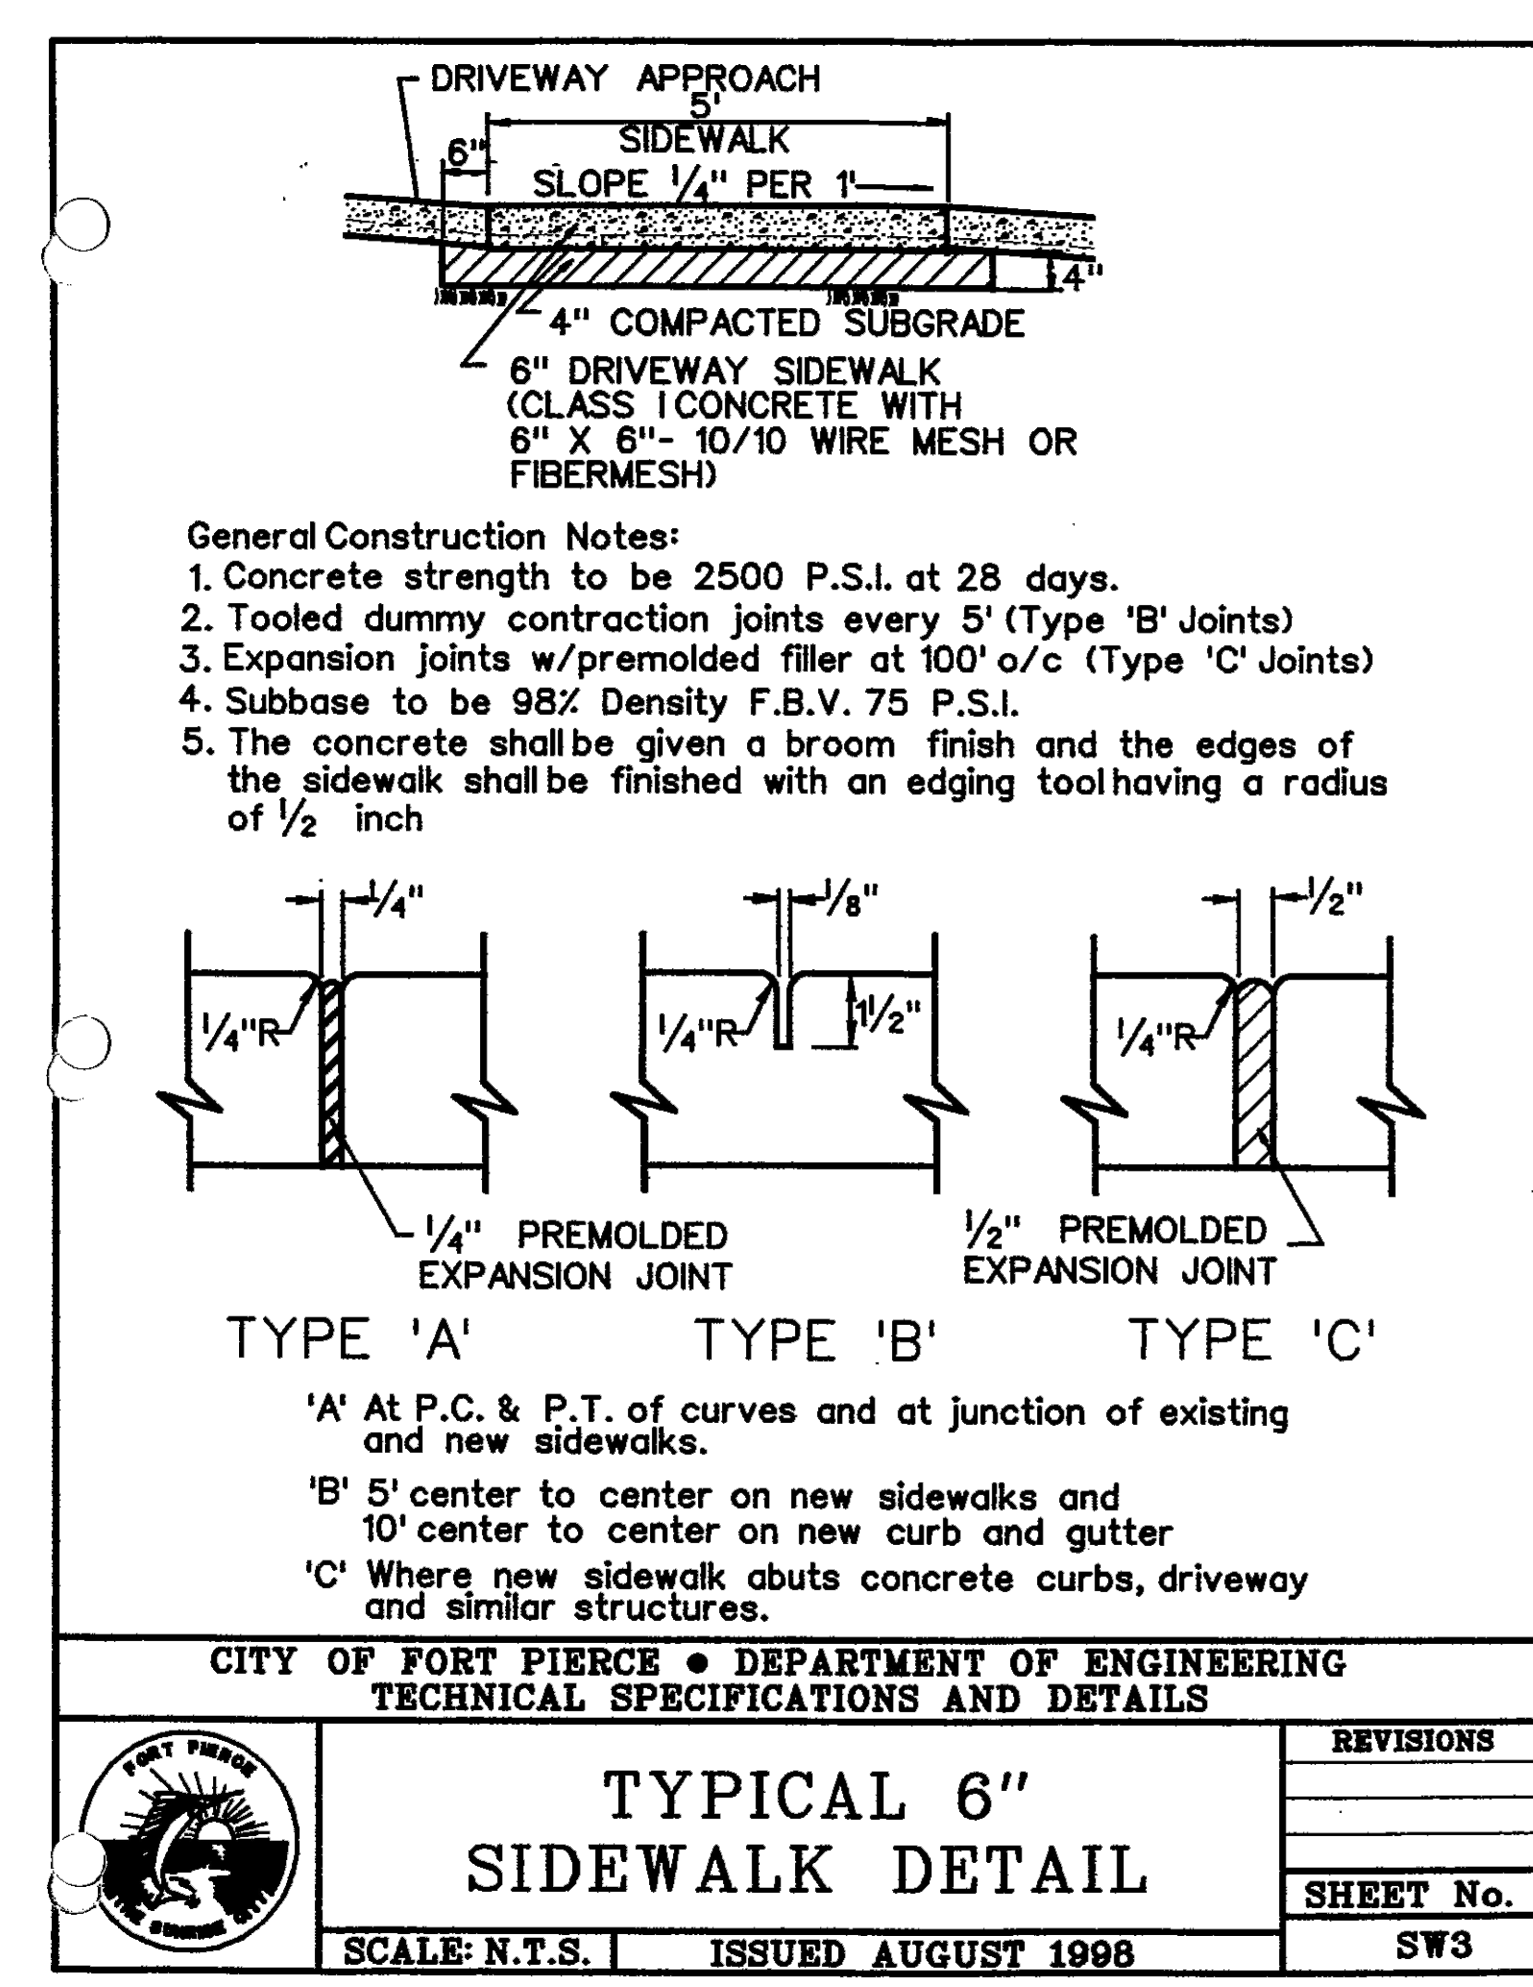 DRIVEWAY APPROACH
5'
SIDEWALK
6"
SLOPE 1/4" PER 1'
4"
4" COMPACTED SUBGRADE
6" DRIVEWAY SIDEWALK
(CLASS I CONCRETE WITH
6" X 6"- 10/10 WIRE MESH OR
FIBERMESH)
General Construction Notes:
1. Concrete strength to be 2500 P.S.I. at 28 days.
2. Tooled dummy contraction joints every 5' (Type 'B' Joints)
3. Expansion joints w/premolded filler at 100' o/c (Type 'C' Joints)
4. Subbase to be 98% Density F.B.V. 75 P.S.I.
5. The concrete shall be given a broom finish and the edges of
the sidewalk shall be finished with an edging tool having a radius
of 1/2 inch
1/4"
1/8"
1/2"
1/4"R
1/4"R
1 1/2"
1/4"R
1/4" PREMOLDED
EXPANSION JOINT
1/2" PREMOLDED
EXPANSION JOINT
TYPE 'A'
TYPE 'B'
TYPE 'C'
'A' At P.C. & P.T. of curves and at junction of existing
and new sidewalks.
'B' 5' center to center on new sidewalks and
10' center to center on new curb and gutter
'C' Where new sidewalk abuts concrete curbs, driveway
and similar structures.
CITY OF FORT PIERCE ● DEPARTMENT OF ENGINEERING
TECHNICAL SPECIFICATIONS AND DETAILS
FORT PIERCE
SUNRISE CITY
TYPICAL 6"
SIDEWALK DETAIL
REVISIONS
SHEET No.
SW3
SCALE: N.T.S.
ISSUED AUGUST 1998